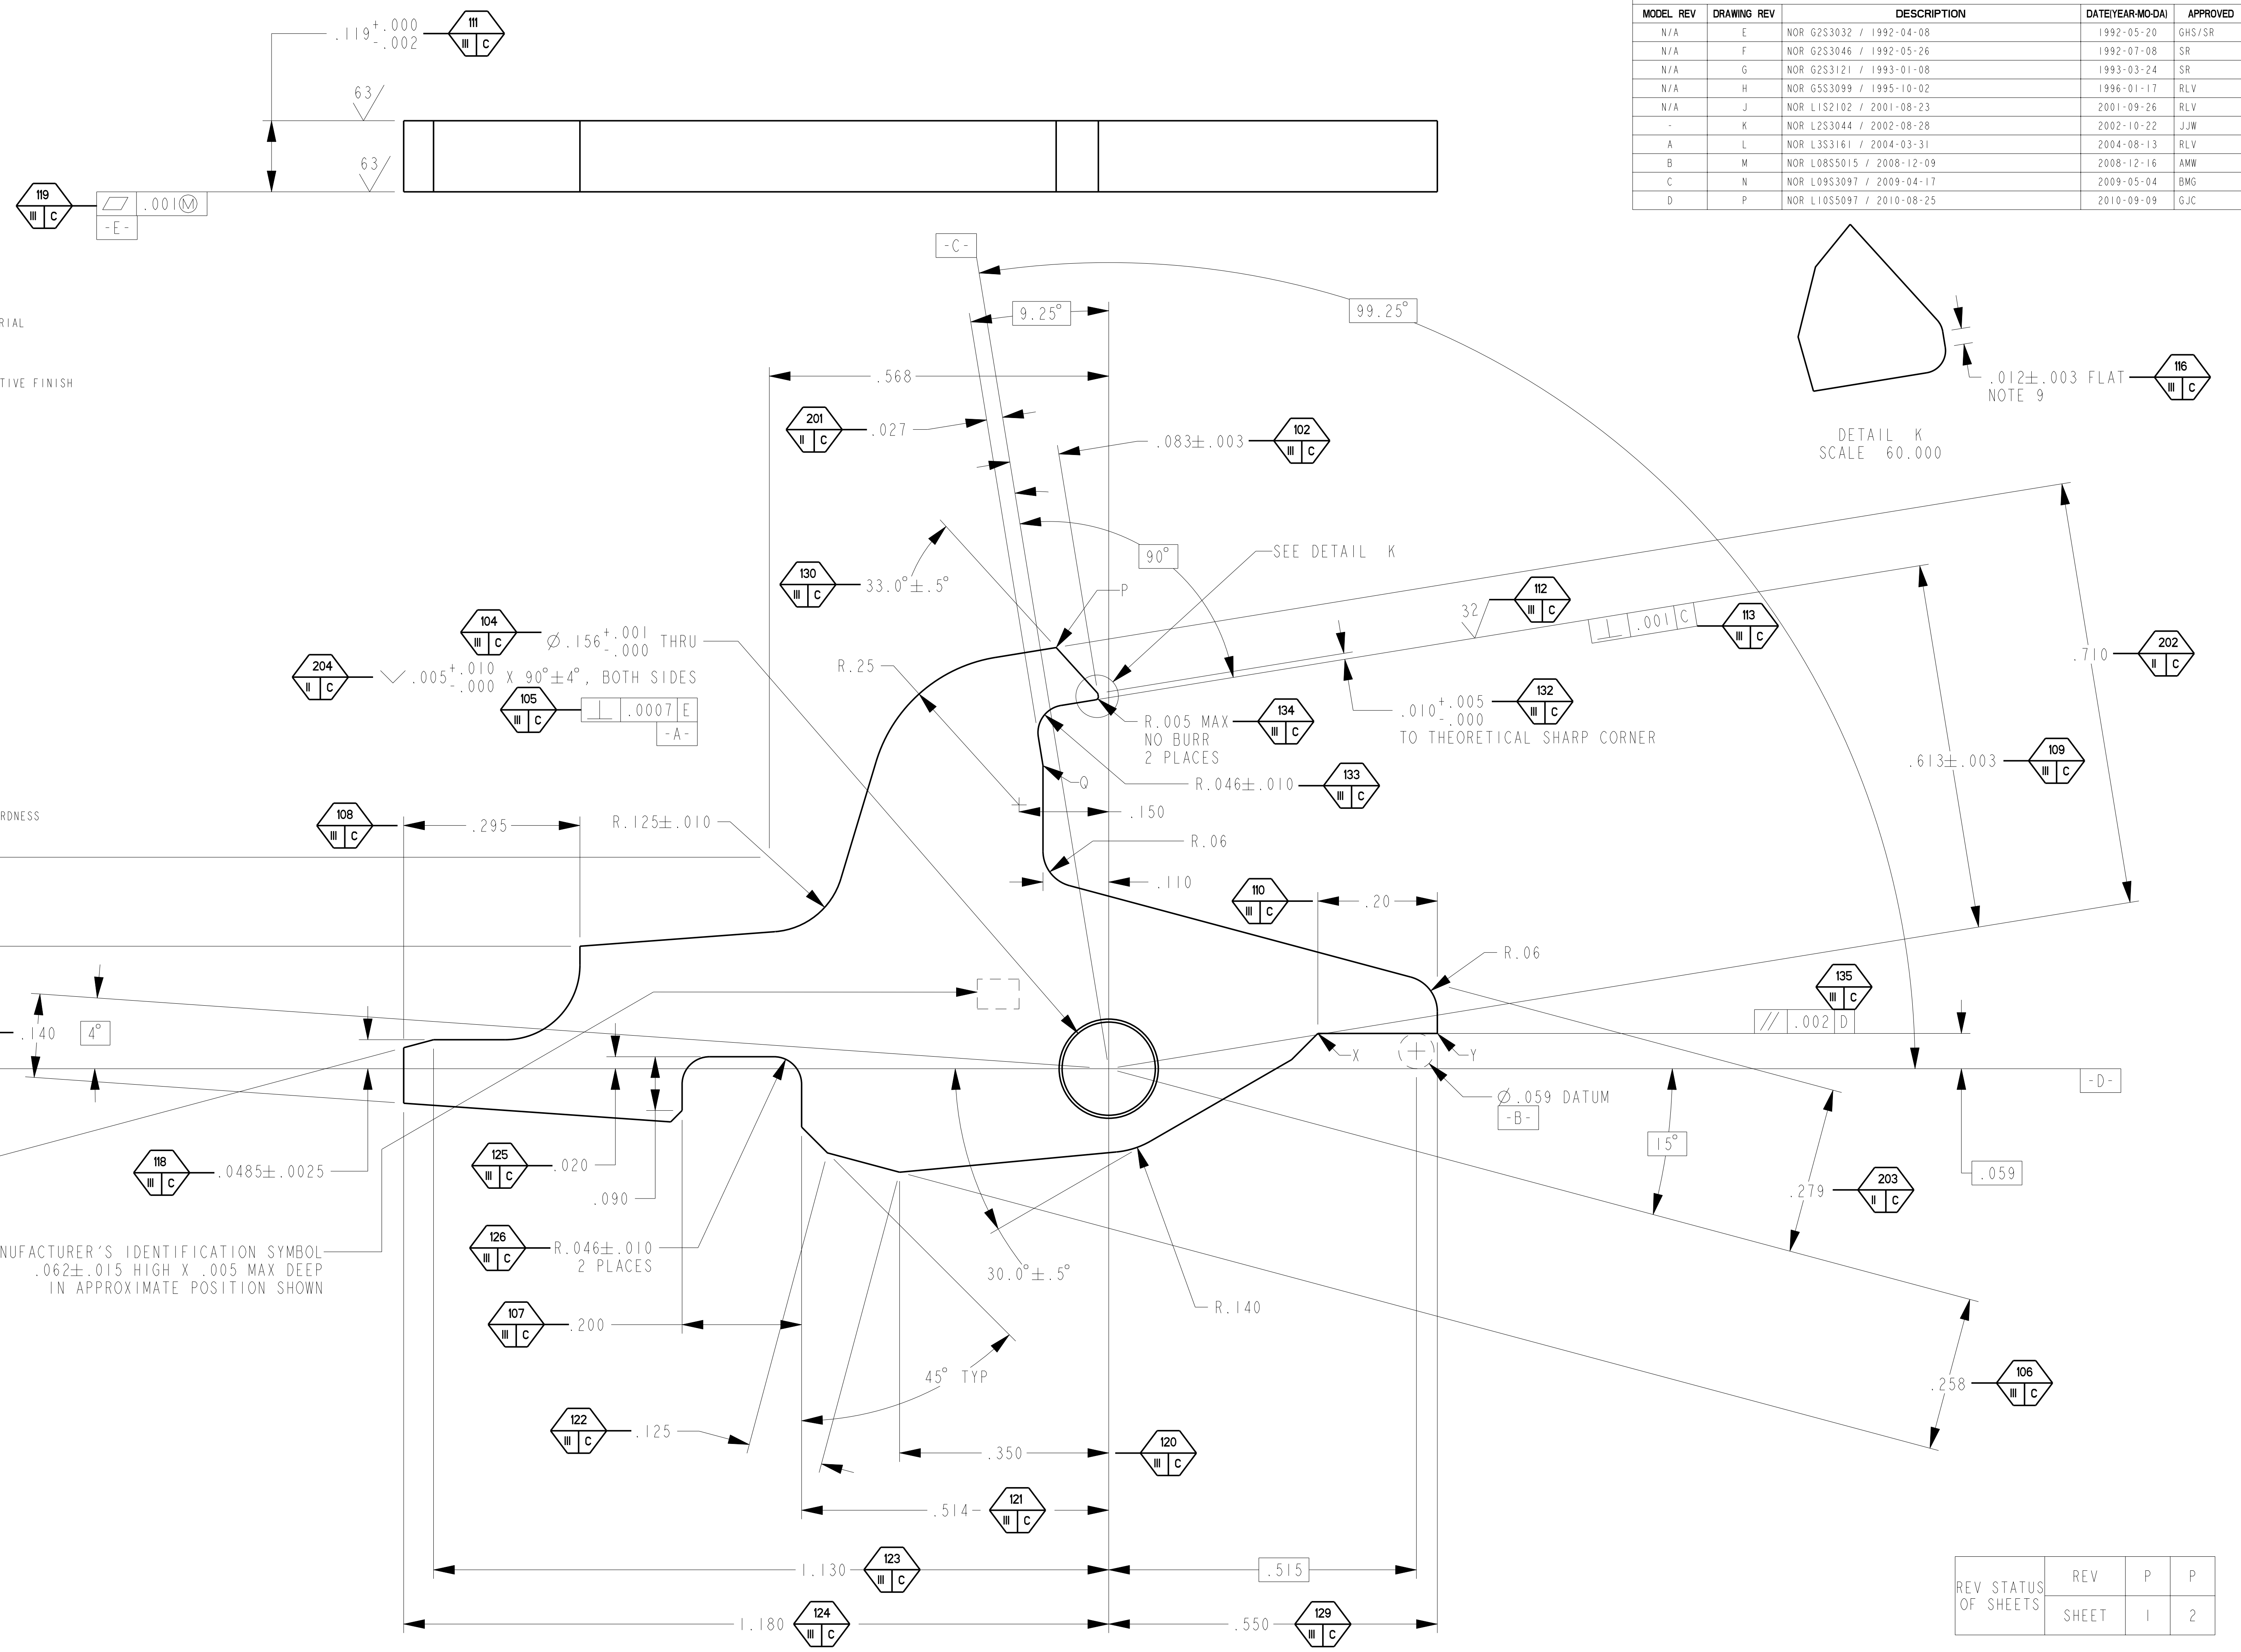 MODEL REV DRAWING REV DESCRIPTION DATE(YEAR-MO-DA) APPROVED
N/A E NOR G2S3032 / 1992-04-08 1992-05-20 GHS/SR
N/A F NOR G2S3046 / 1992-05-26 1992-07-08 SR
N/A G NOR G2S3121 / 1993-01-08 1993-03-24 SR
N/A H NOR G5S3099 / 1995-10-02 1996-01-17 RLV
N/A J NOR L1S2102 / 2001-08-23 2001-09-26 RLV
- K NOR L2S3044 / 2002-08-28 2002-10-22 JJW
A L NOR L3S3161 / 2004-03-31 2004-08-13 RLV
B M NOR L08S5015 / 2008-12-09 2008-12-16 AMW
C N NOR L09S3097 / 2009-04-17 2009-05-04 BMG
D P NOR L10S5097 / 2010-08-25 2010-09-09 GJC
.119 +.000 -.002 111 III C
63
63
119 III C .001 Ⓜ
-E-
-C-
9.25°
99.25°
RIAL
TIVE FINISH
.568
.012±.003 FLAT 116 III C
NOTE 9
201 II C .027
.083±.003 102 III C
DETAIL K
SCALE 60.000
90°
SEE DETAIL K
130 III C 33.0°±.5°
P
32 112 III C
⊥ .001 C 113 III C
104 III C Ø.156 +.001 -.000 THRU
204 II C ⌵ .005 +.010 -.000 X 90°±4°, BOTH SIDES
105 III C ⊥ .0007 E
-A-
R.25
.710 202 II C
.010 +.005 -.000 132 III C
TO THEORETICAL SHARP CORNER
R.005 MAX 134 III C
NO BURR
2 PLACES
.613±.003 109 III C
Q
R.046±.010 133 III C
RDNESS
108 III C .295
R.125±.010
.150
R.06
.110
110 III C .20
R.06
135 III C
// .002 D
.140 4°
X
Y
Ø.059 DATUM
-B-
-D-
15°
118 III C .0485±.0025
125 III C .020
.090
.279 203 II C
.059
NUFACTURER'S IDENTIFICATION SYMBOL
.062±.015 HIGH X .005 MAX DEEP
IN APPROXIMATE POSITION SHOWN
126 III C R.046±.010
2 PLACES
30.0°±.5°
R.140
107 III C .200
45° TYP
.258 106 III C
122 III C .125
.350 120 III C
.514 121 III C
1.130 123 III C
.515
1.180 124 III C
.550 129 III C
REV STATUS OF SHEETS
REV P P
SHEET 1 2